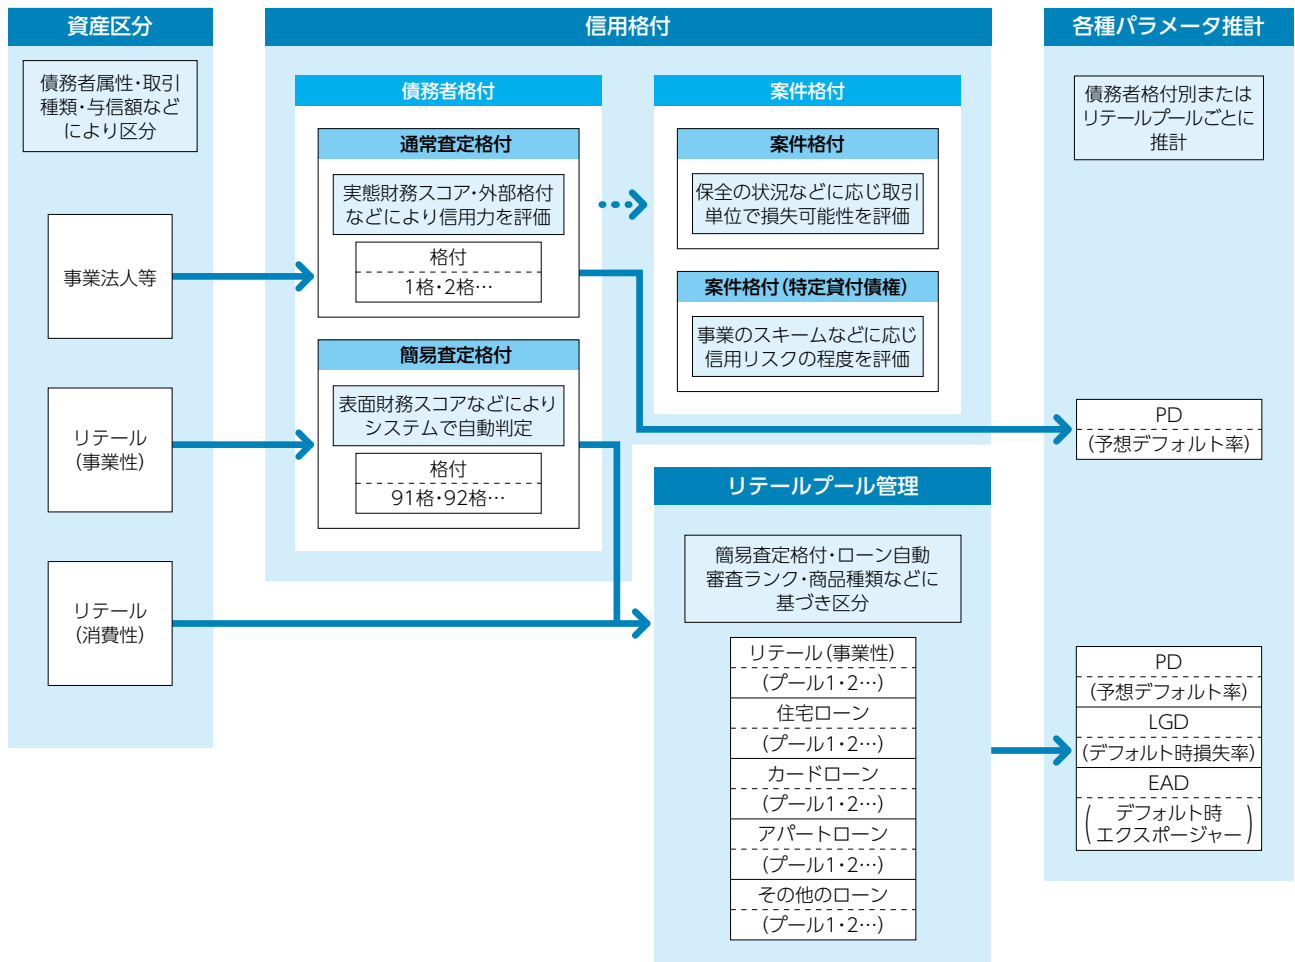 資産区分
債務者属性・取引
種類・与信額など
により区分
事業法人等
リテール
(事業性)
リテール
(消費性)
信用格付
債務者格付
通常査定格付
実態財務スコア・外部格付
などにより信用力を評価
格付
1格・2格…
簡易査定格付
表面財務スコアなどにより
システムで自動判定
格付
91格・92格…
案件格付
案件格付
保全の状況などに応じ取引
単位で損失可能性を評価
案件格付(特定貸付債権)
事業のスキームなどに応じ
信用リスクの程度を評価
リテールプール管理
簡易査定格付・ローン自動
審査ランク・商品種類などに
基づき区分
リテール(事業性)
(プール1・2…)
住宅ローン
(プール1・2…)
カードローン
(プール1・2…)
アパートローン
(プール1・2…)
その他のローン
(プール1・2…)
各種パラメータ推計
債務者格付別または
リテールプールごとに
推計
PD
(予想デフォルト率)
PD
(予想デフォルト率)
LGD
(デフォルト時損失率)
EAD
(デフォルト時
エクスポージャー)